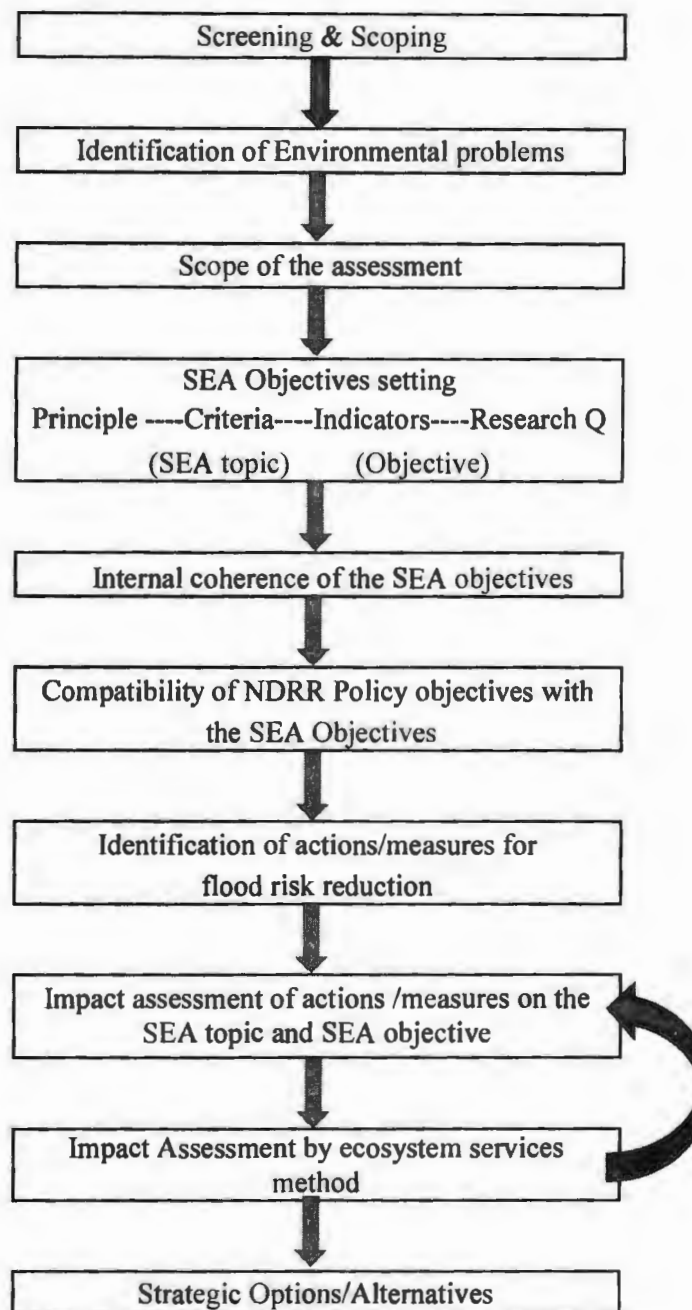 Screening & Scoping
Identification of Environmental problems
Scope of the assessment
SEA Objectives setting
Principle ----Criteria----Indicators----Research Q
(SEA topic) (Objective)
Internal coherence of the SEA objectives
Compatibility of NDRR Policy objectives with
the SEA Objectives
Identification of actions/measures for
flood risk reduction
Impact assessment of actions /measures on the
SEA topic and SEA objective
Impact Assessment by ecosystem services
method
Strategic Options/Alternatives